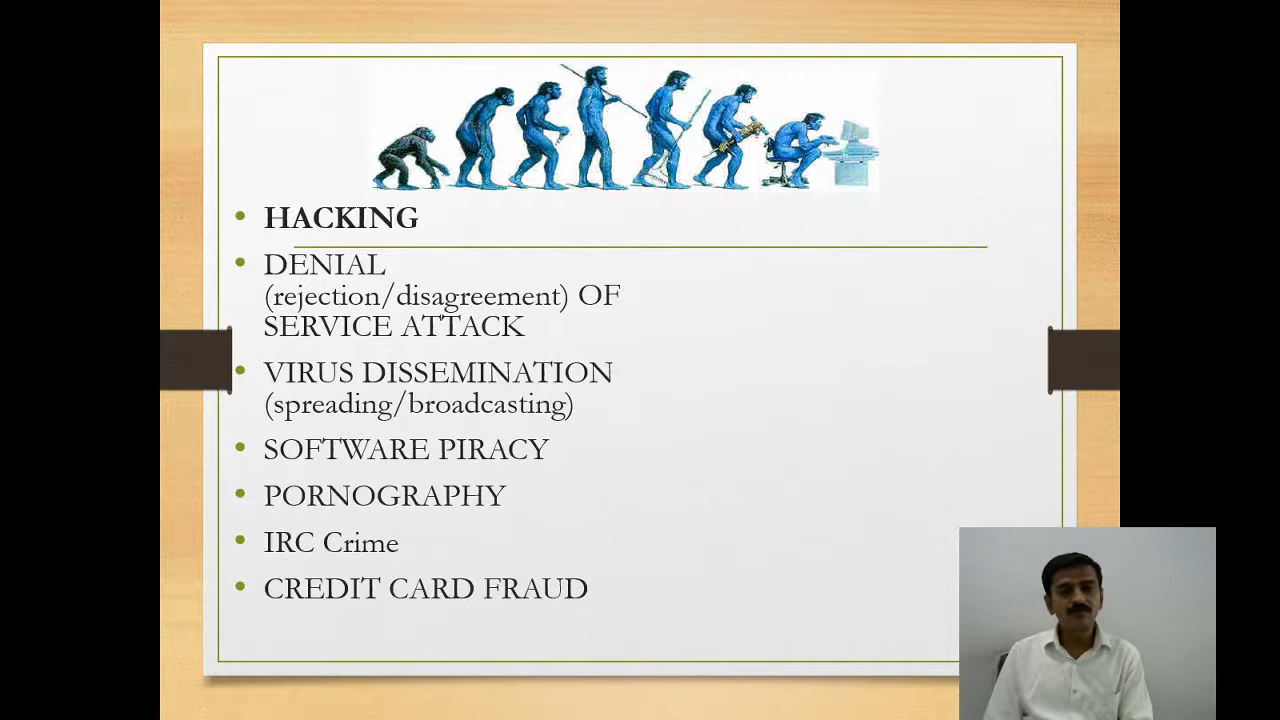 HACKING
DENIAL
(rejection/disagreement) OF
SERVICE ATTACK
VIRUS DISSEMINATION
(spreading/broadcasting)
SOFTWARE PIRACY
PORNOGRAPHY
IRC Crime
CREDIT CARD FRAUD